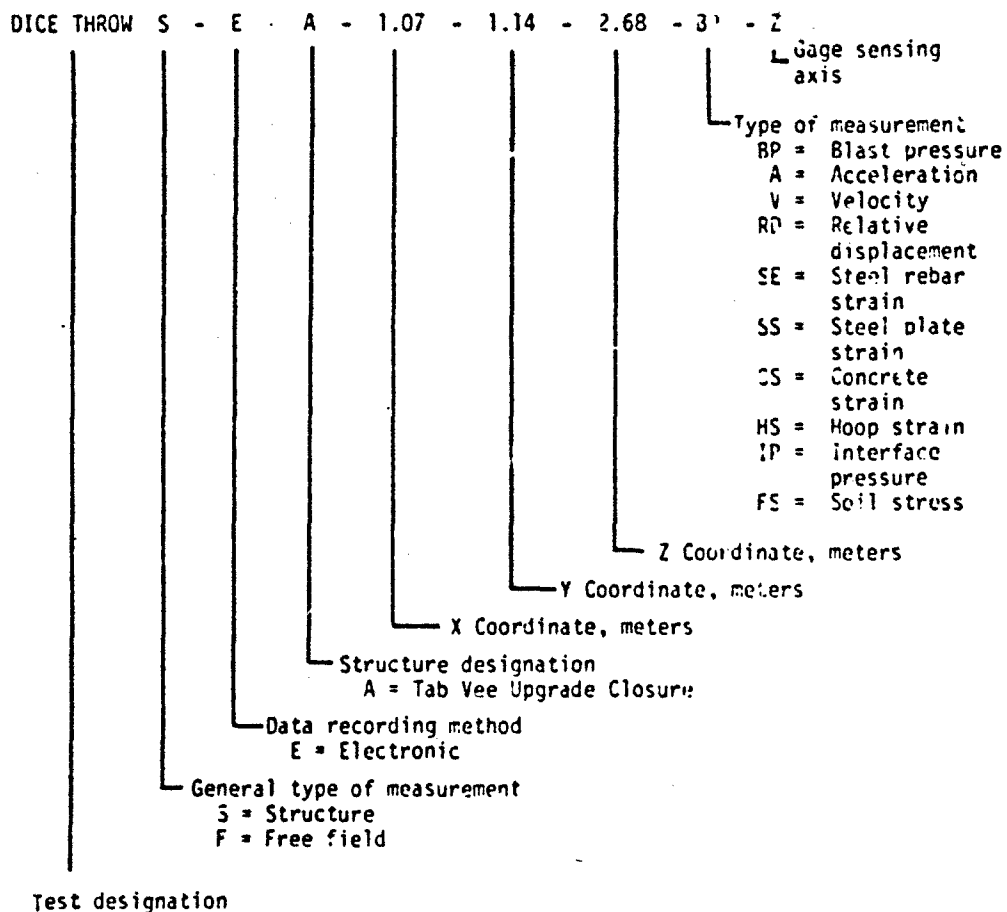 DICE THROW S - E - A - 1.07 - 1.14 - 2.68 - - Z
Gage sensing
axis
Type of measurement
BP = Blast pressure
A = Acceleration
V = Velocity
RD = Relative
displacement
SE = Steel rebar
strain
SS = Steel plate
strain
CS = Concrete
strain
HS = Hoop strain
IP = Interface
pressure
FS = Soil stress
Z Coordinate, meters
Y Coordinate, meters
X Coordinate, meters
Structure designation
A = Tab Vee Upgrade Closure
Data recording method
E = Electronic
General type of measurement
S = Structure
F = Free field
Test designation